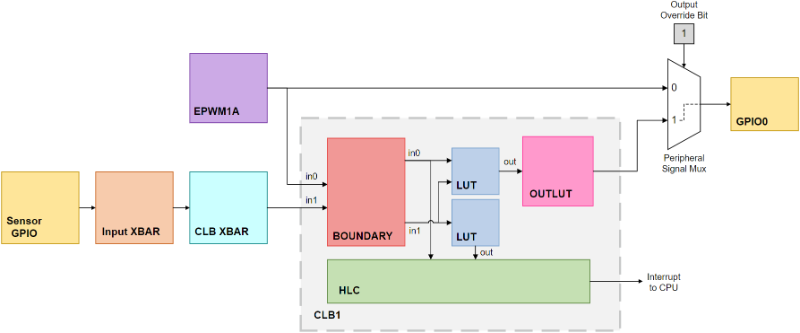 Output
Override Bit
1
0
1
EPWM1A
GPIO0
Peripheral
Signal Mux
in0
in0
out
LUT
OUTLUT
in1
Sensor
GPIO
Input XBAR
CLB XBAR
BOUNDARY
in1
LUT
out
HLC
Interrupt
to CPU
CLB1